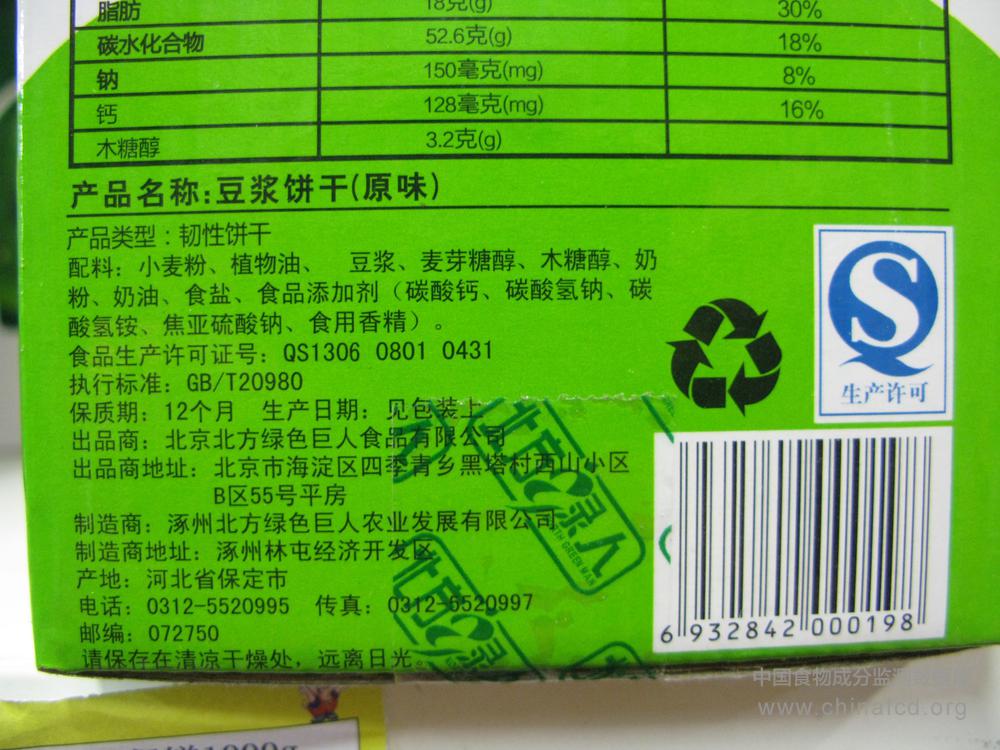 脂肪 18克(g) 30%
碳水化合物 52.6克(g) 18%
钠 150毫克(mg) 8%
钙 128毫克(mg) 16%
木糖醇 3.2克(g)
产品名称:豆浆饼干(原味)
产品类型：韧性饼干
配料：小麦粉、植物油、 豆浆、麦芽糖醇、木糖醇、奶
粉、奶油、食盐、食品添加剂（碳酸钙、碳酸氢钠、碳
酸氢铵、焦亚硫酸钠、食用香精）。
食品生产许可证号：QS1306 0801 0431
执行标准：GB/T20980
保质期：12个月 生产日期：见包装上
出品商：北京北方绿色巨人食品有限公司
出品商地址：北京市海淀区四季青乡黑塔村西山小区
B区55号平房
制造商：涿州北方绿色巨人农业发展有限公司
制造商地址：涿州林屯经济开发区
产地：河北省保定市
电话：0312-5520995 传真：0312-5520997
邮编：072750
请保存在清凉干燥处，远离日光。
生产许可
6 932842 000198
中国食物成分监测
www.chinafcd.org